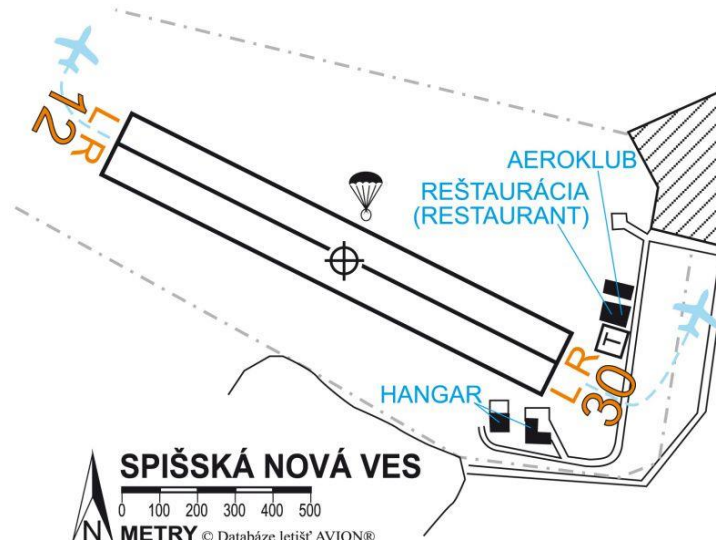 12
L
R
AEROKLUB
REŠTAURÁCIA
(RESTAURANT)
T
R
L
30
HANGAR
SPIŠSKÁ NOVÁ VES
0 100 200 300 400 500
N
METRY © Databáze letišť AVION®